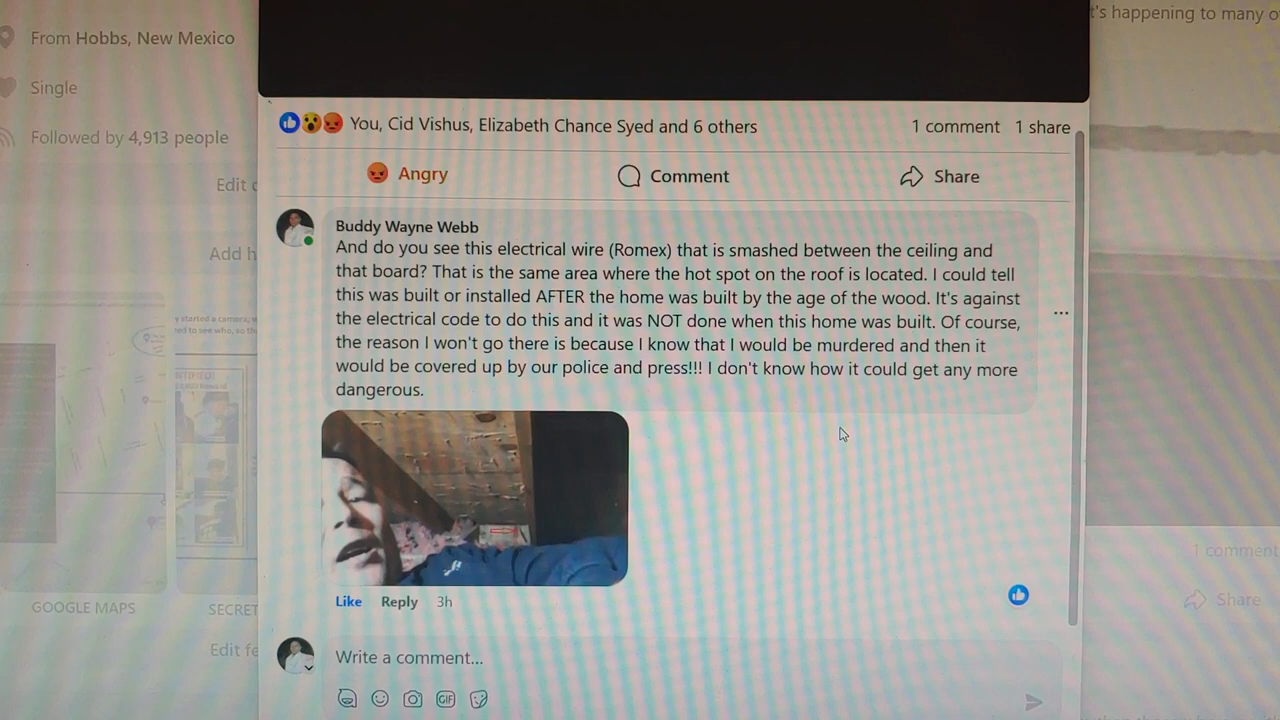 't's happening to many o
From Hobbs, New Mexico
Single
Followed by 4,913 people
You, Cid Vishus, Elizabeth Chance Syed and 6 others
1 comment 1 share
Angry
Comment
Share
Edit
Add h
Buddy Wayne Webb
And do you see this electrical wire (Romex) that is smashed between the ceiling and
that board? That is the same area where the hot spot on the roof is located. I could tell
this was built or installed AFTER the home was built by the age of the wood. It's against
the electrical code to do this and it was NOT done when this home was built. Of course,
the reason I won't go there is because I know that I would be murdered and then it
would be covered up by our police and press!!! I don't know how it could get any more
dangerous.
Like Reply 3h
GOOGLE MAPS
SECRET
Edit fe
Write a comment...
GIF
1 comment
Share